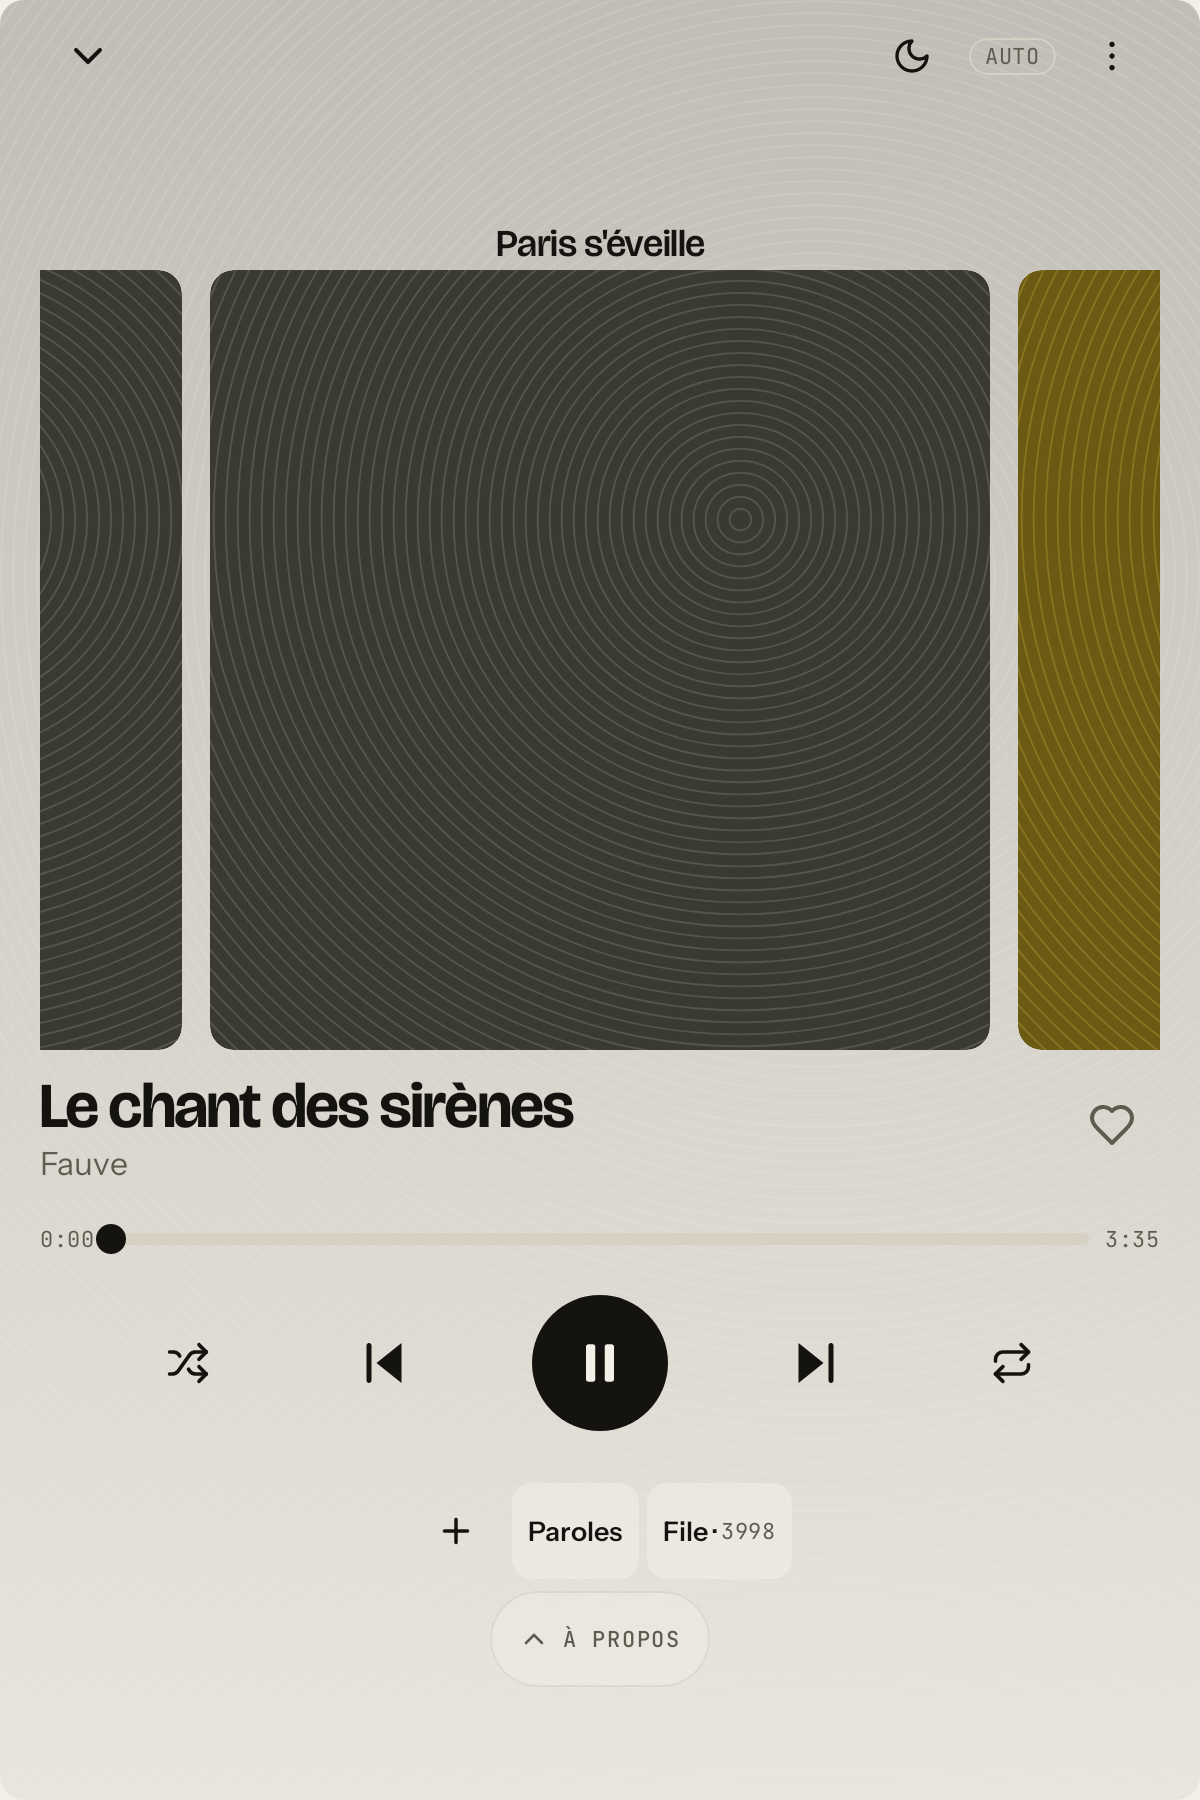 AUTO
Paris s'éveille
Le chant des sirènes
Fauve
0:00 3:35
Paroles File·3998
À PROPOS